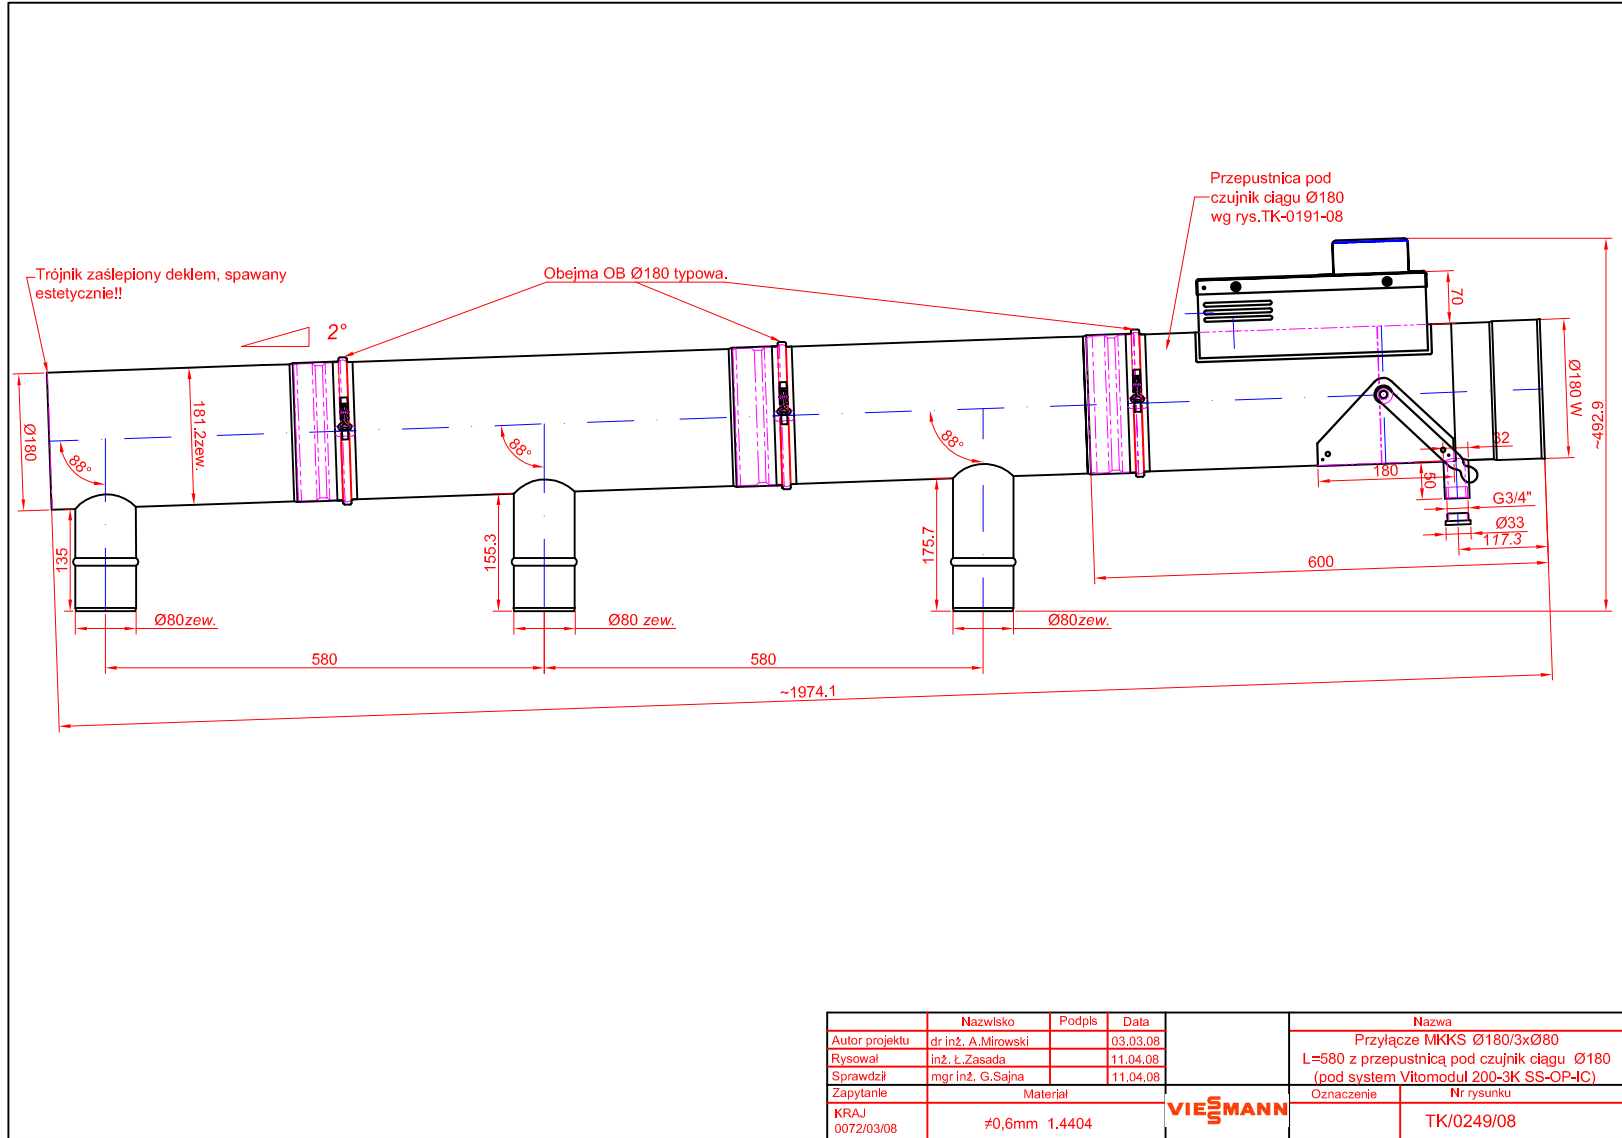 Przepustnica pod
czujnik ciągu Ø180
wg rys.TK-0191-08
Trójnik zaślepiony deklem, spawany
estetycznie!!
Obejma OB Ø180 typowa.
2°
70
Ø180 W
~492.9
Ø180
181.2zew.
88°
88°
88°
32
180
50
G3/4"
Ø33
117.3
135
155.3
175.7
600
Ø80zew.
Ø80 zew.
Ø80zew.
580
580
~1974.1
Nazwisko
Podpis
Data
Nazwa
Autor projektu
dr inż. A.Mirowski
03.03.08
Przyłącze MKKS Ø180/3xØ80
Rysował
inż. Ł.Zasada
11.04.08
L=580 z przepustnicą pod czujnik ciągu Ø180
Sprawdził
mgr inż. G.Sajna
11.04.08
(pod system Vitomodul 200-3K SS-OP-IC)
Zapytanie
Materiał
Oznaczenie
Nr rysunku
KRAJ
0072/03/08
≠0,6mm 1.4404
VIESSMANN
TK/0249/08